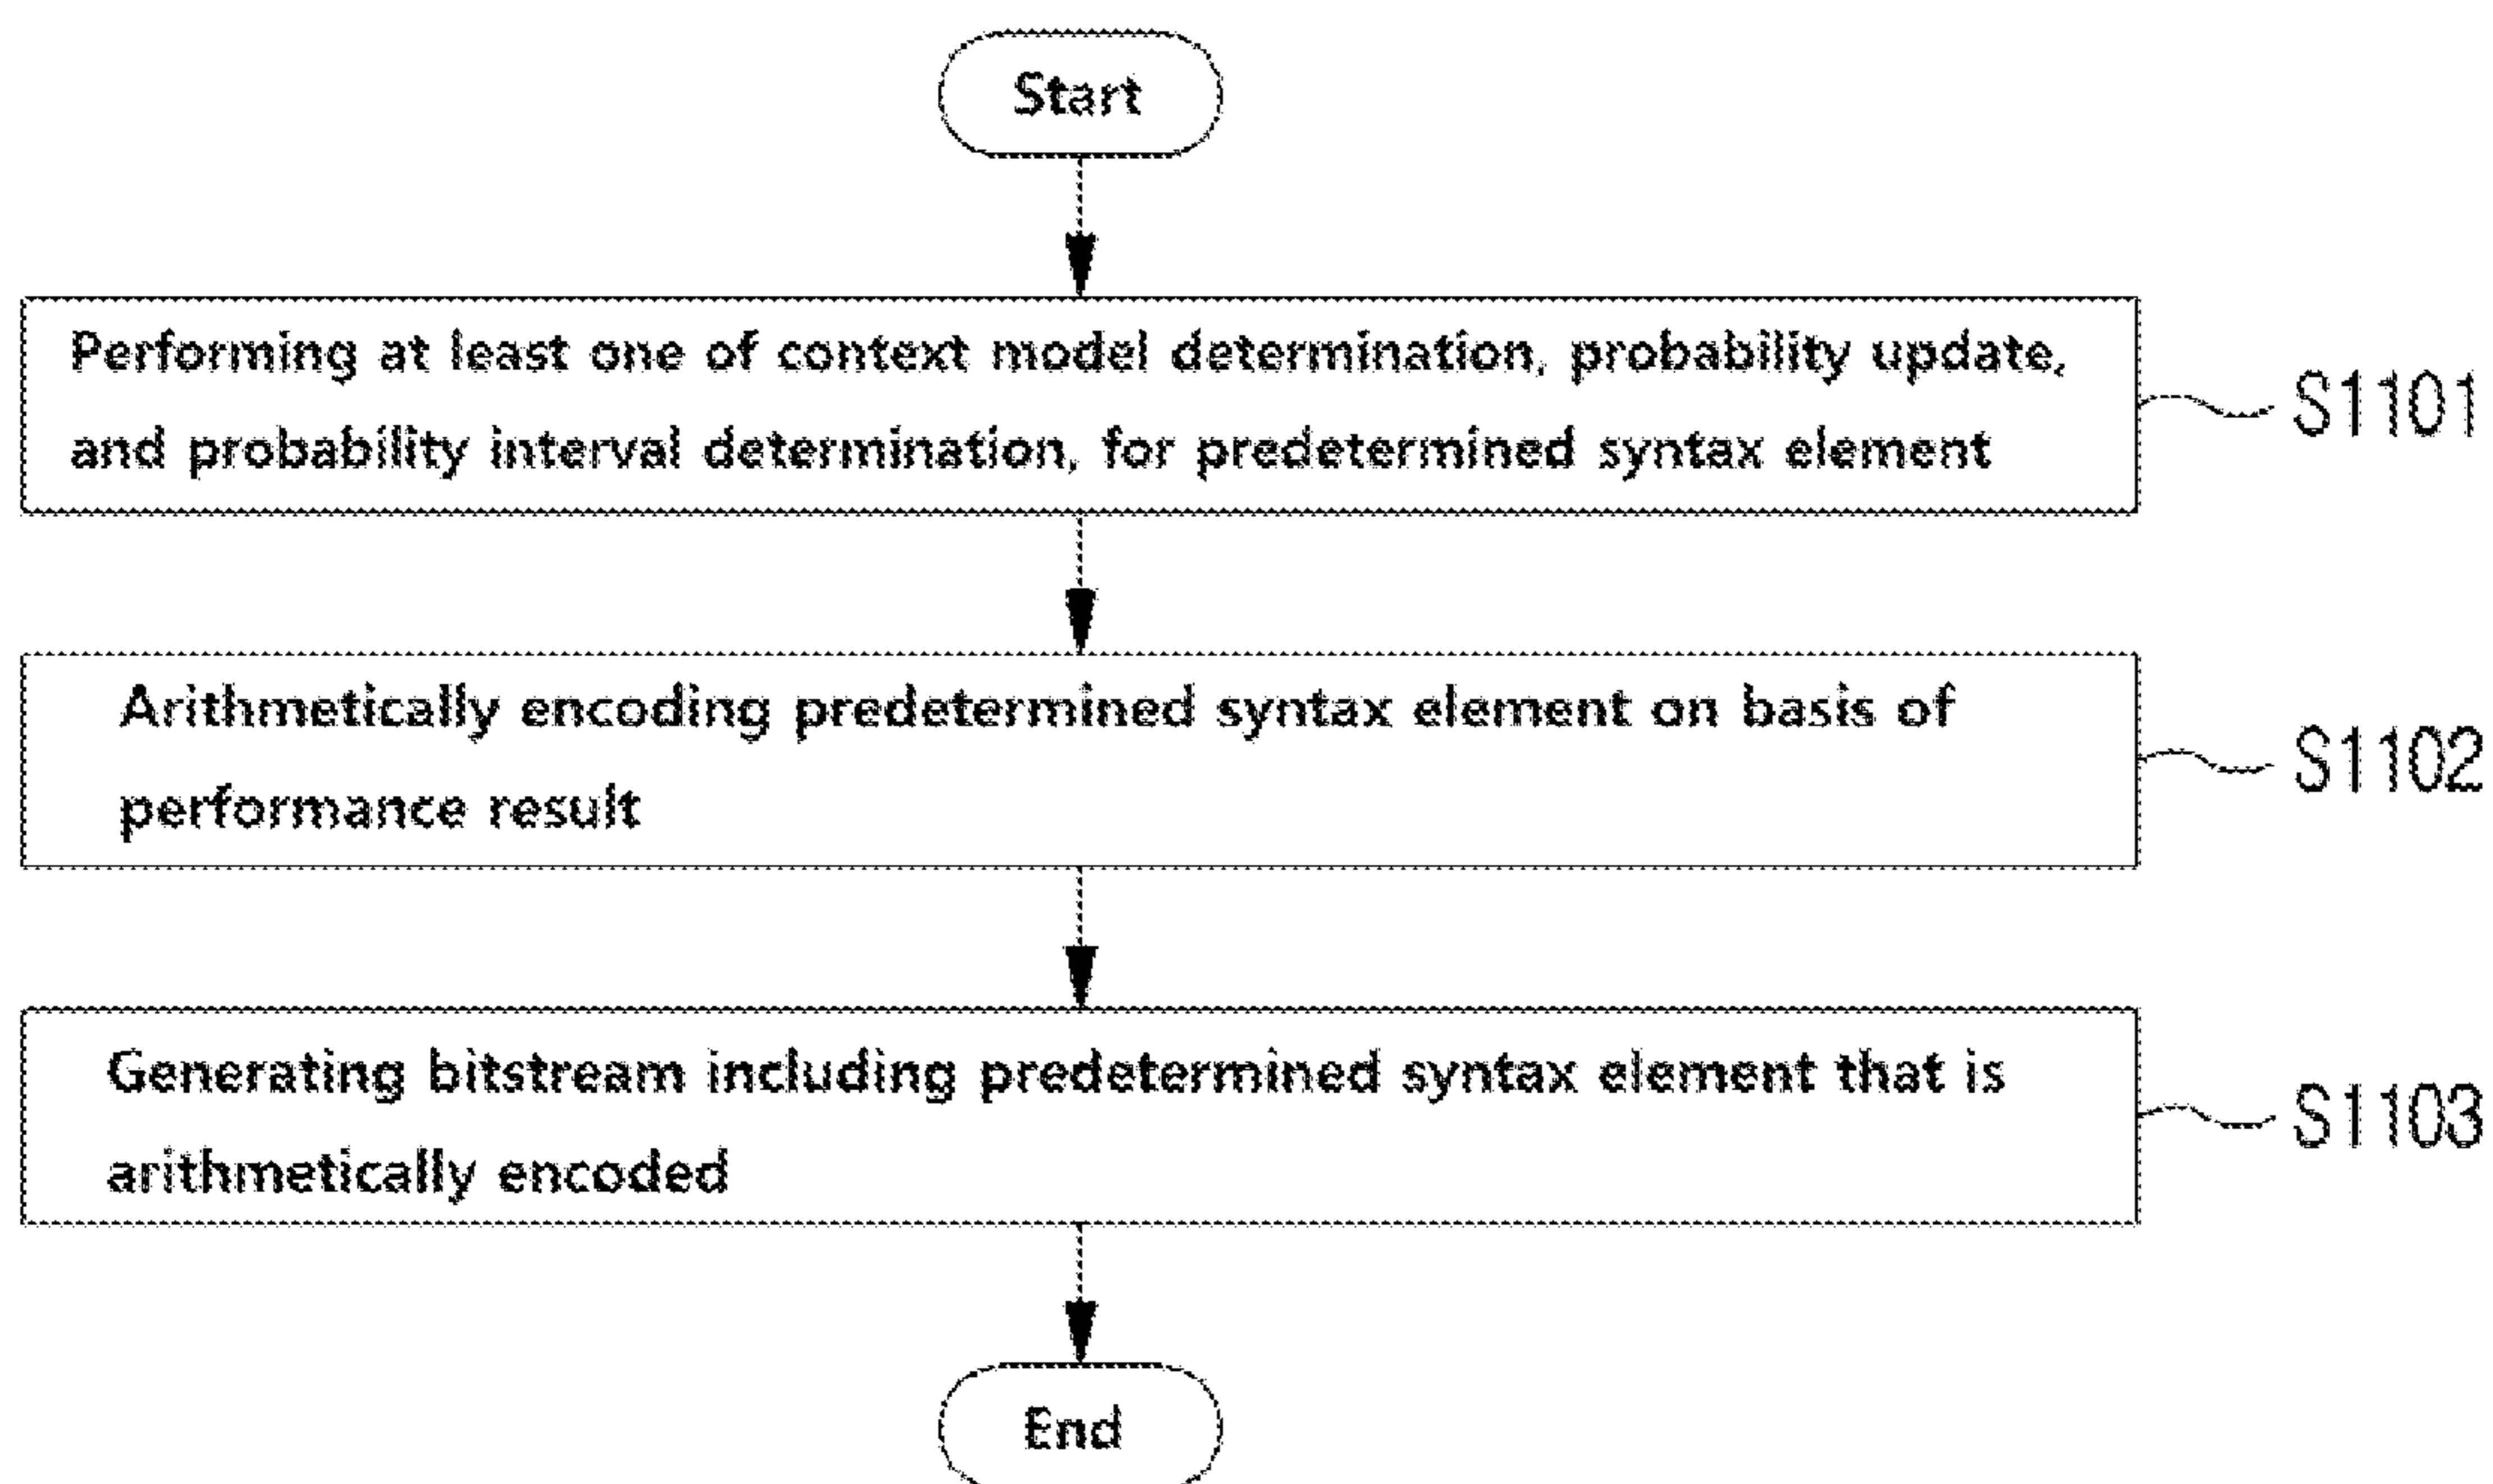 Start
Performing at least one of context model determination, probability update,
and probability interval determination, for predetermined syntax element
S1101
Arithmetically encoding predetermined syntax element on basis of
performance result
S1102
Generating bitstream including predetermined syntax element that is
arithmetically encoded
S1103
End